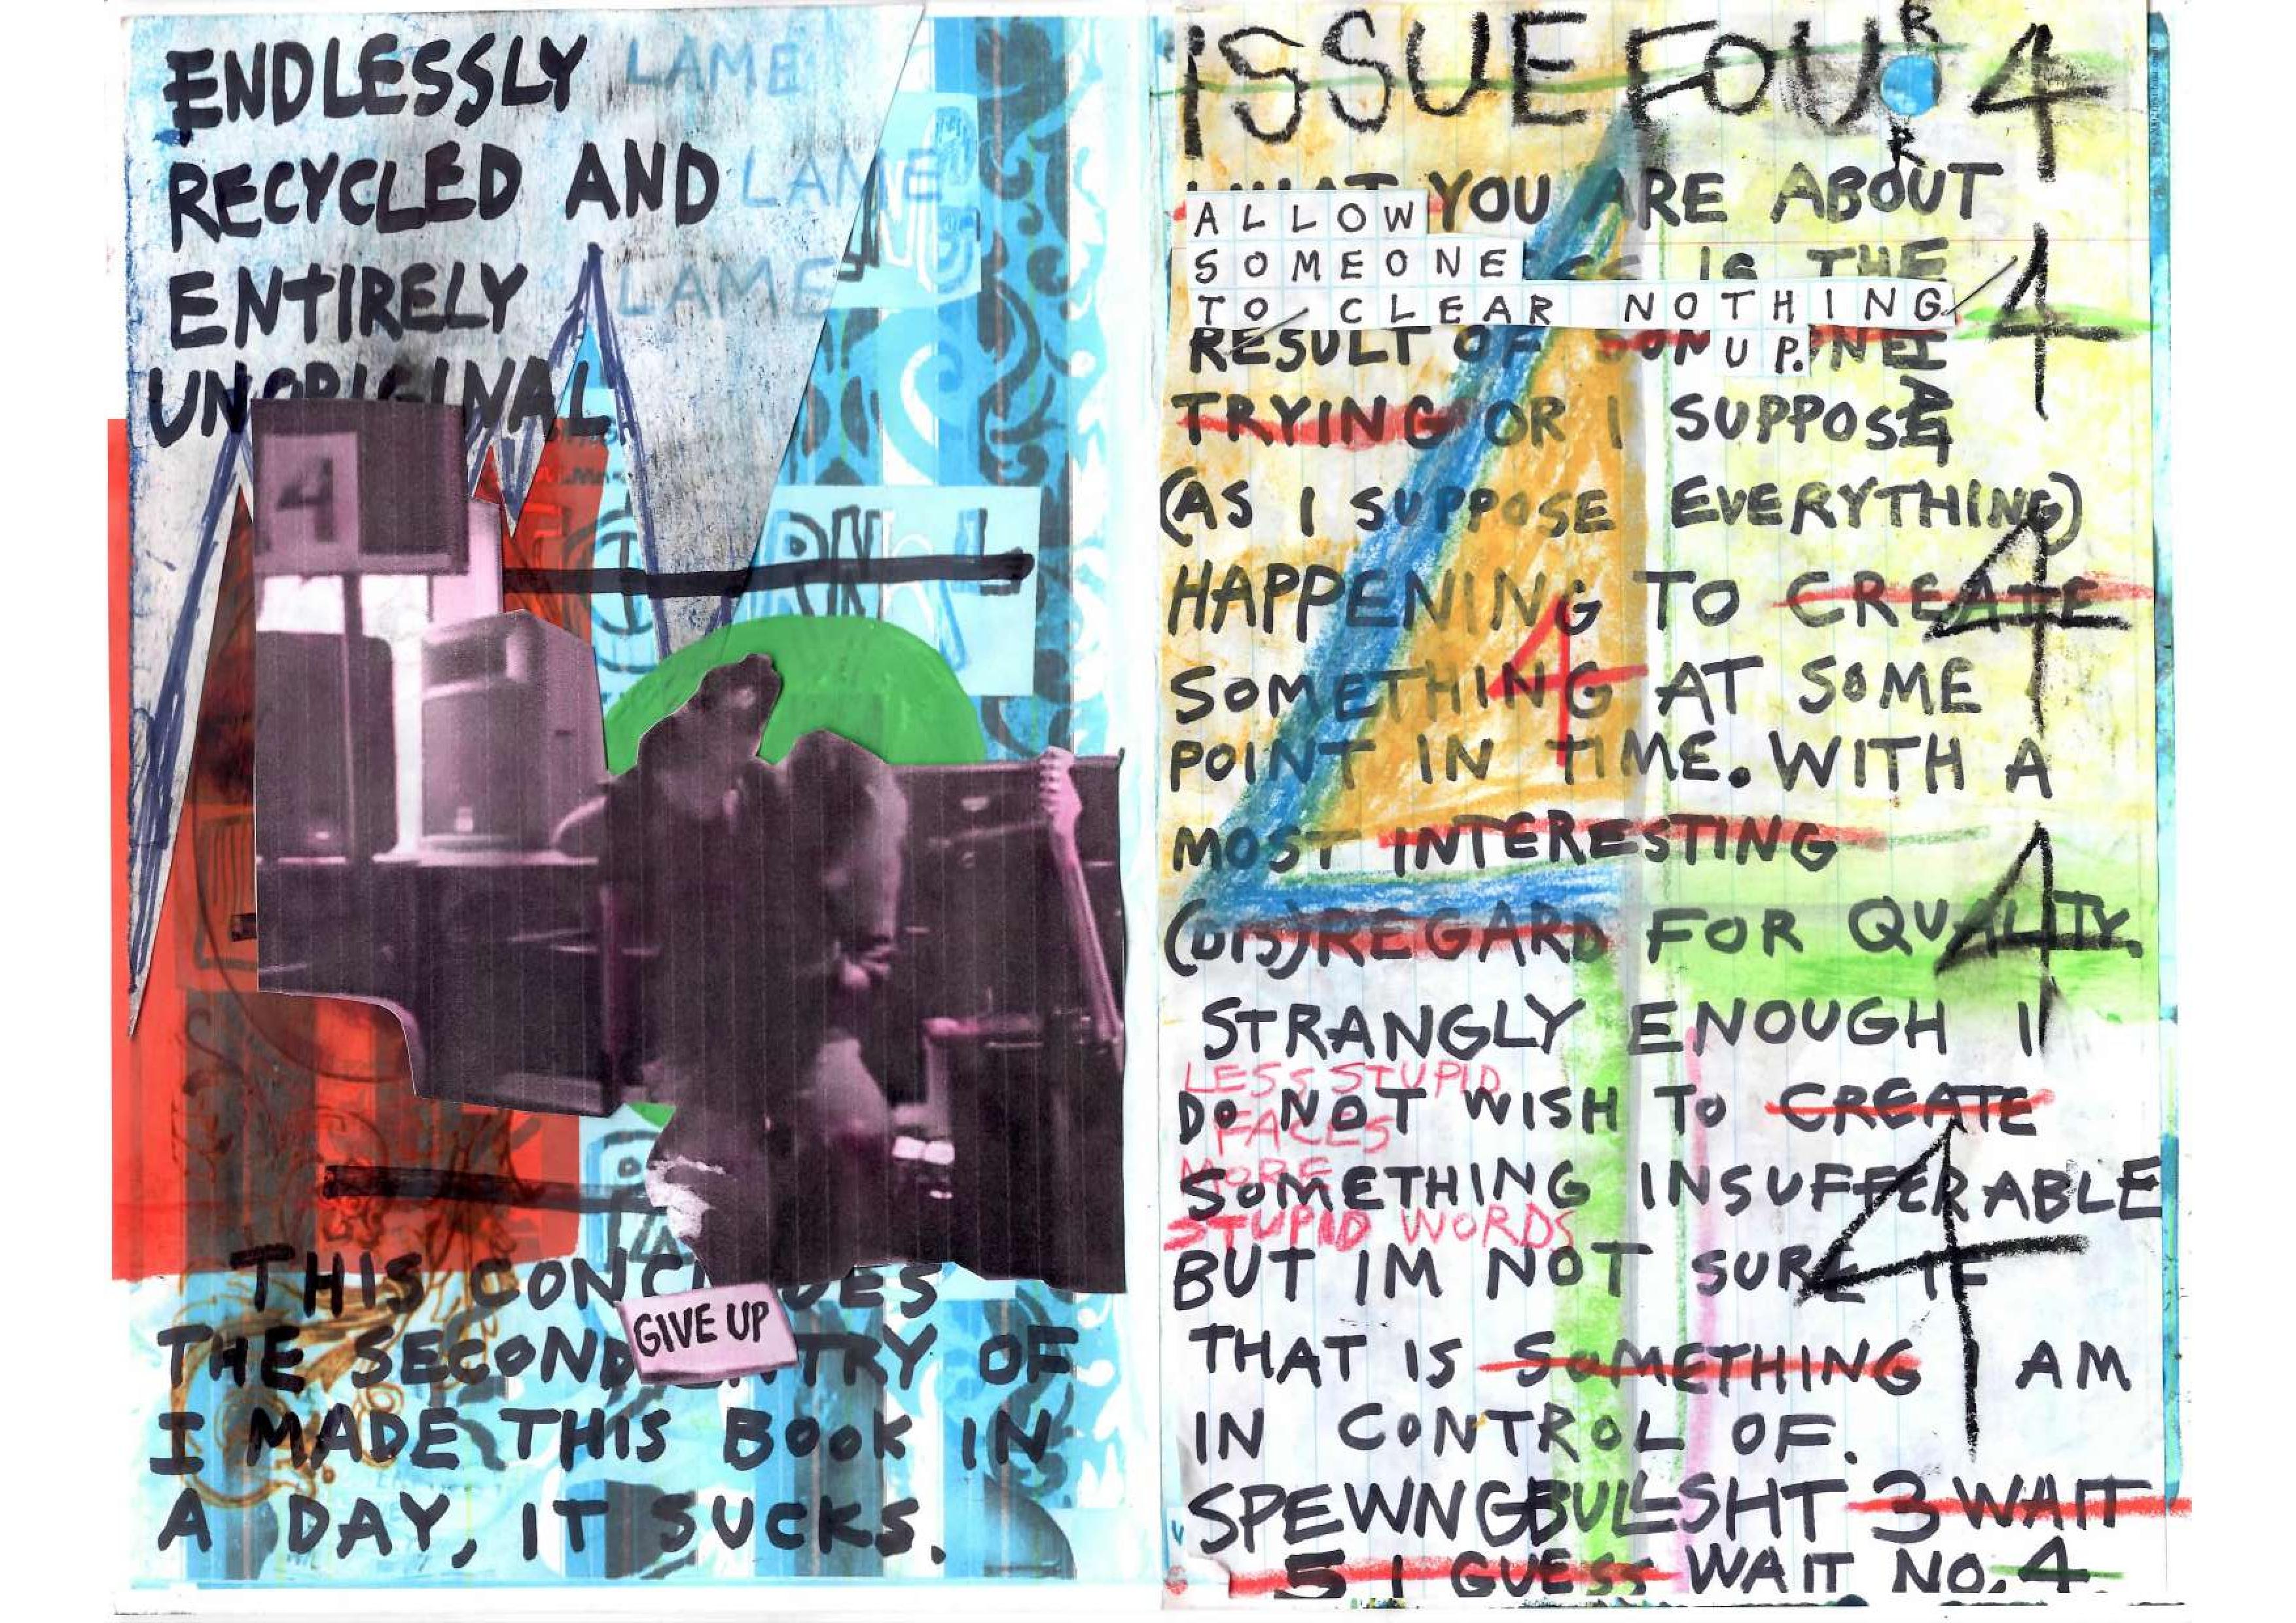 ENDLESSLY LAME
RECYCLED AND LAME
ENTIRELY LAME
UNORIGINAL
4
THIS CONCLUDES
GIVE UP
THE SECOND ENTRY OF
I MADE THIS BOOK IN
A DAY, IT SUCKS.
ISSUE FOUR 4
R
R
WHAT YOU ARE ABOUT
ALLOW
SOMEONE
IS THE
4
TO CLEAR NOTHING
UP.
RESULT OF
TRYING OR I SUPPOSE
(AS I SUPPOSE EVERYTHING)
4
HAPPENING TO CREATE
4
SOMETHING AT SOME
POINT IN TIME. WITH A
MOST INTERESTING
4
(DIS)REGARD FOR QUALITY.
STRANGLY ENOUGH I
LESS STUPID
DO NOT WISH TO CREATE
FACES
MORE
SOMETHING INSUFFERABLE
STUPID WORDS
4
BUT IM NOT SURE IF
THAT IS SOMETHING I AM
IN CONTROL OF.
SPEWNGBULLSHT 3 WAIT
5 I GUESS WAIT NO. 4